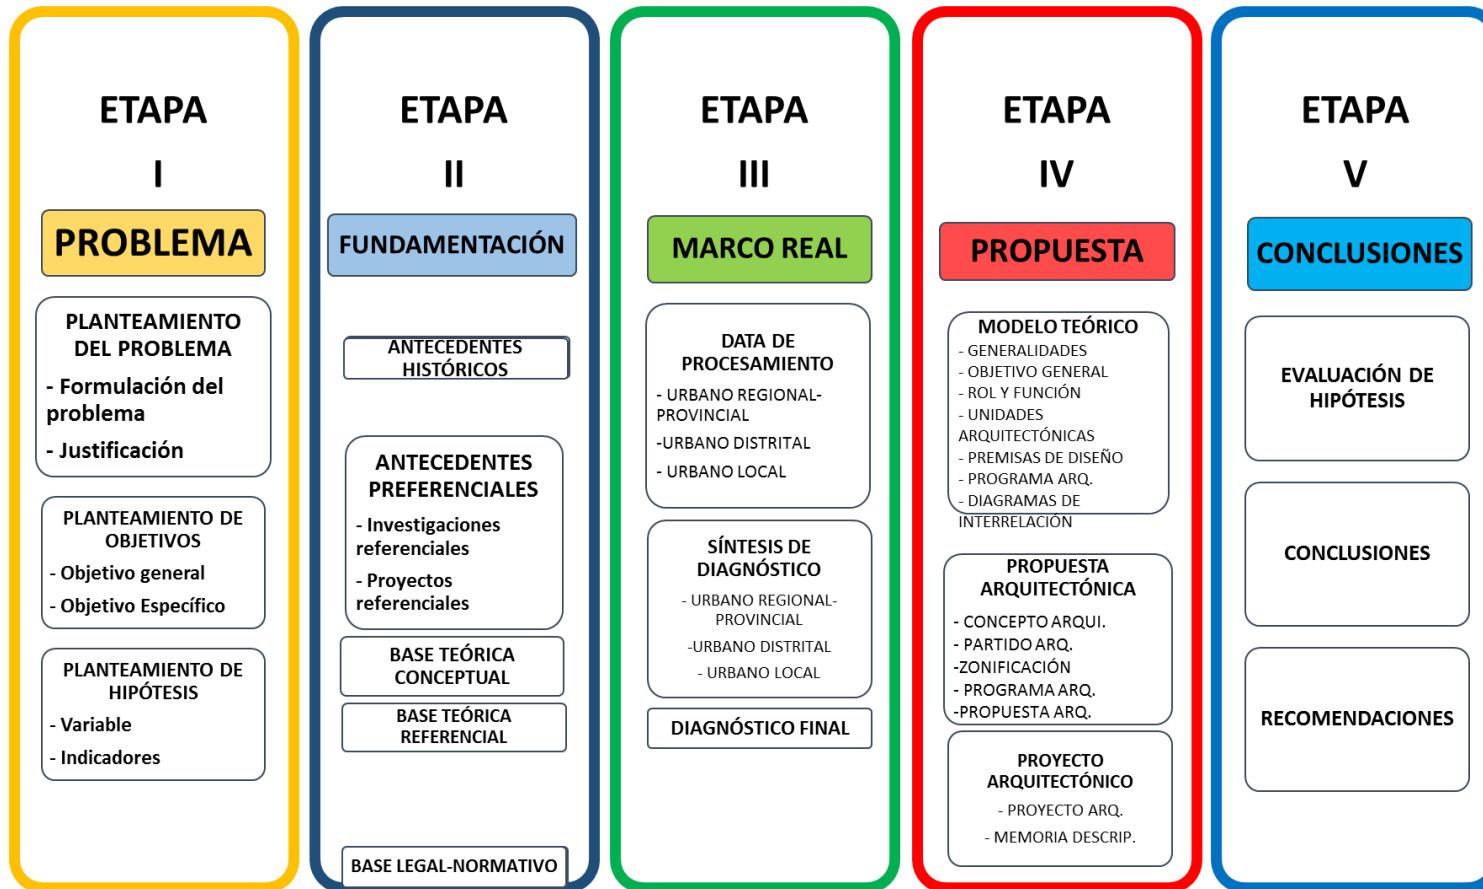 ETAPA
I
PROBLEMA
PLANTEAMIENTO
DEL PROBLEMA
- Formulación del
problema
- Justificación
PLANTEAMIENTO DE
OBJETIVOS
- Objetivo general
- Objetivo Específico
PLANTEAMIENTO DE
HIPÓTESIS
- Variable
- Indicadores
ETAPA
II
FUNDAMENTACIÓN
ANTECEDENTES
HISTÓRICOS
ANTECEDENTES
PREFERENCIALES
- Investigaciones
referenciales
- Proyectos
referenciales
BASE TEÓRICA
CONCEPTUAL
BASE TEÓRICA
REFERENCIAL
BASE LEGAL-NORMATIVO
ETAPA
III
MARCO REAL
DATA DE
PROCESAMIENTO
- URBANO REGIONAL-
PROVINCIAL
-URBANO DISTRITAL
- URBANO LOCAL
SÍNTESIS DE
DIAGNÓSTICO
- URBANO REGIONAL-
PROVINCIAL
-URBANO DISTRITAL
- URBANO LOCAL
DIAGNÓSTICO FINAL
ETAPA
IV
PROPUESTA
MODELO TEÓRICO
- GENERALIDADES
- OBJETIVO GENERAL
- ROL Y FUNCIÓN
- UNIDADES
ARQUITECTÓNICAS
- PREMISAS DE DISEÑO
- PROGRAMA ARQ.
- DIAGRAMAS DE
INTERRELACIÓN
PROPUESTA
ARQUITECTÓNICA
- CONCEPTO ARQUI.
- PARTIDO ARQ.
-ZONIFICACIÓN
- PROGRAMA ARQ.
-PROPUESTA ARQ.
PROYECTO
ARQUITECTÓNICO
- PROYECTO ARQ.
- MEMORIA DESCRIP.
ETAPA
V
CONCLUSIONES
EVALUACIÓN DE
HIPÓTESIS
CONCLUSIONES
RECOMENDACIONES